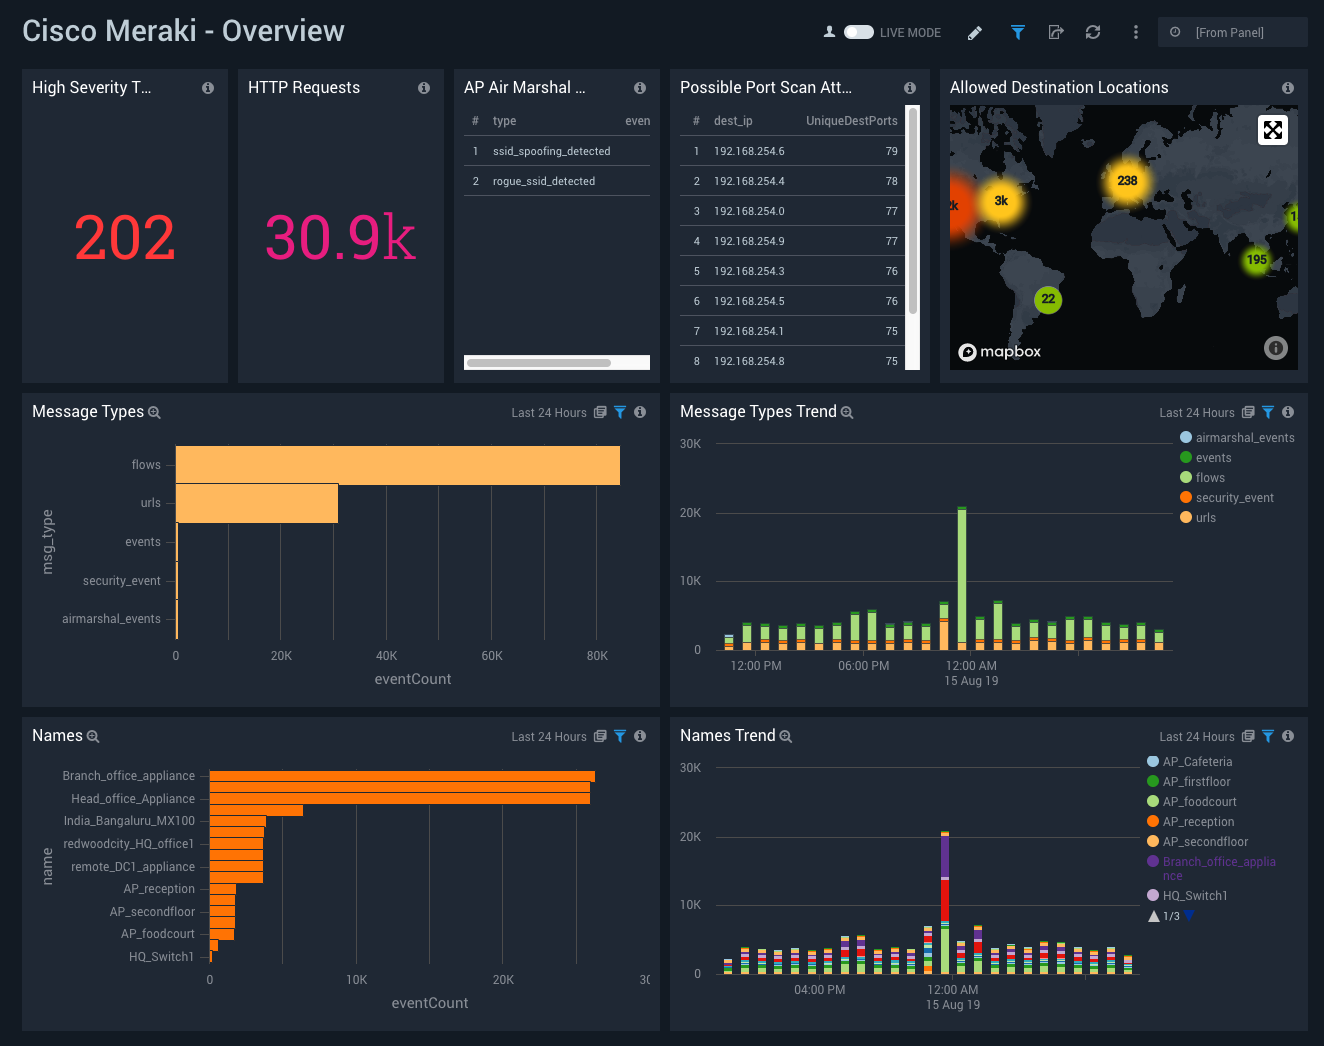 Cisco Meraki - Overview
LIVE MODE
[From Panel]
High Severity T...
202
HTTP Requests
30.9k
AP Air Marshal ...
# type even
1 ssid_spoofing_detected
2 rogue_ssid_detected
Possible Port Scan Att...
# dest_ip UniqueDestPorts
1 192.168.254.6 79
2 192.168.254.4 78
3 192.168.254.0 77
4 192.168.254.9 77
5 192.168.254.3 76
6 192.168.254.5 76
7 192.168.254.1 75
8 192.168.254.8 75
Allowed Destination Locations
238
3k
195
22
mapbox
Message Types
Last 24 Hours
msg_type
flows
urls
events
security_event
airmarshal_events
0 20K 40K 60K 80K
eventCount
Message Types Trend
Last 24 Hours
30K
20K
10K
0
12:00 PM 06:00 PM 12:00 AM
15 Aug 19
airmarshal_events
events
flows
security_event
urls
Names
Last 24 Hours
name
Branch_office_appliance
Head_office_Appliance
India_Bangaluru_MX100
redwoodcity_HQ_office1
remote_DC1_appliance
AP_reception
AP_secondfloor
AP_foodcourt
HQ_Switch1
0 10K 20K
eventCount
Names Trend
Last 24 Hours
30K
20K
10K
0
04:00 PM 12:00 AM
15 Aug 19
AP_Cafeteria
AP_firstfloor
AP_foodcourt
AP_reception
AP_secondfloor
Branch_office_applia
nce
HQ_Switch1
1/3